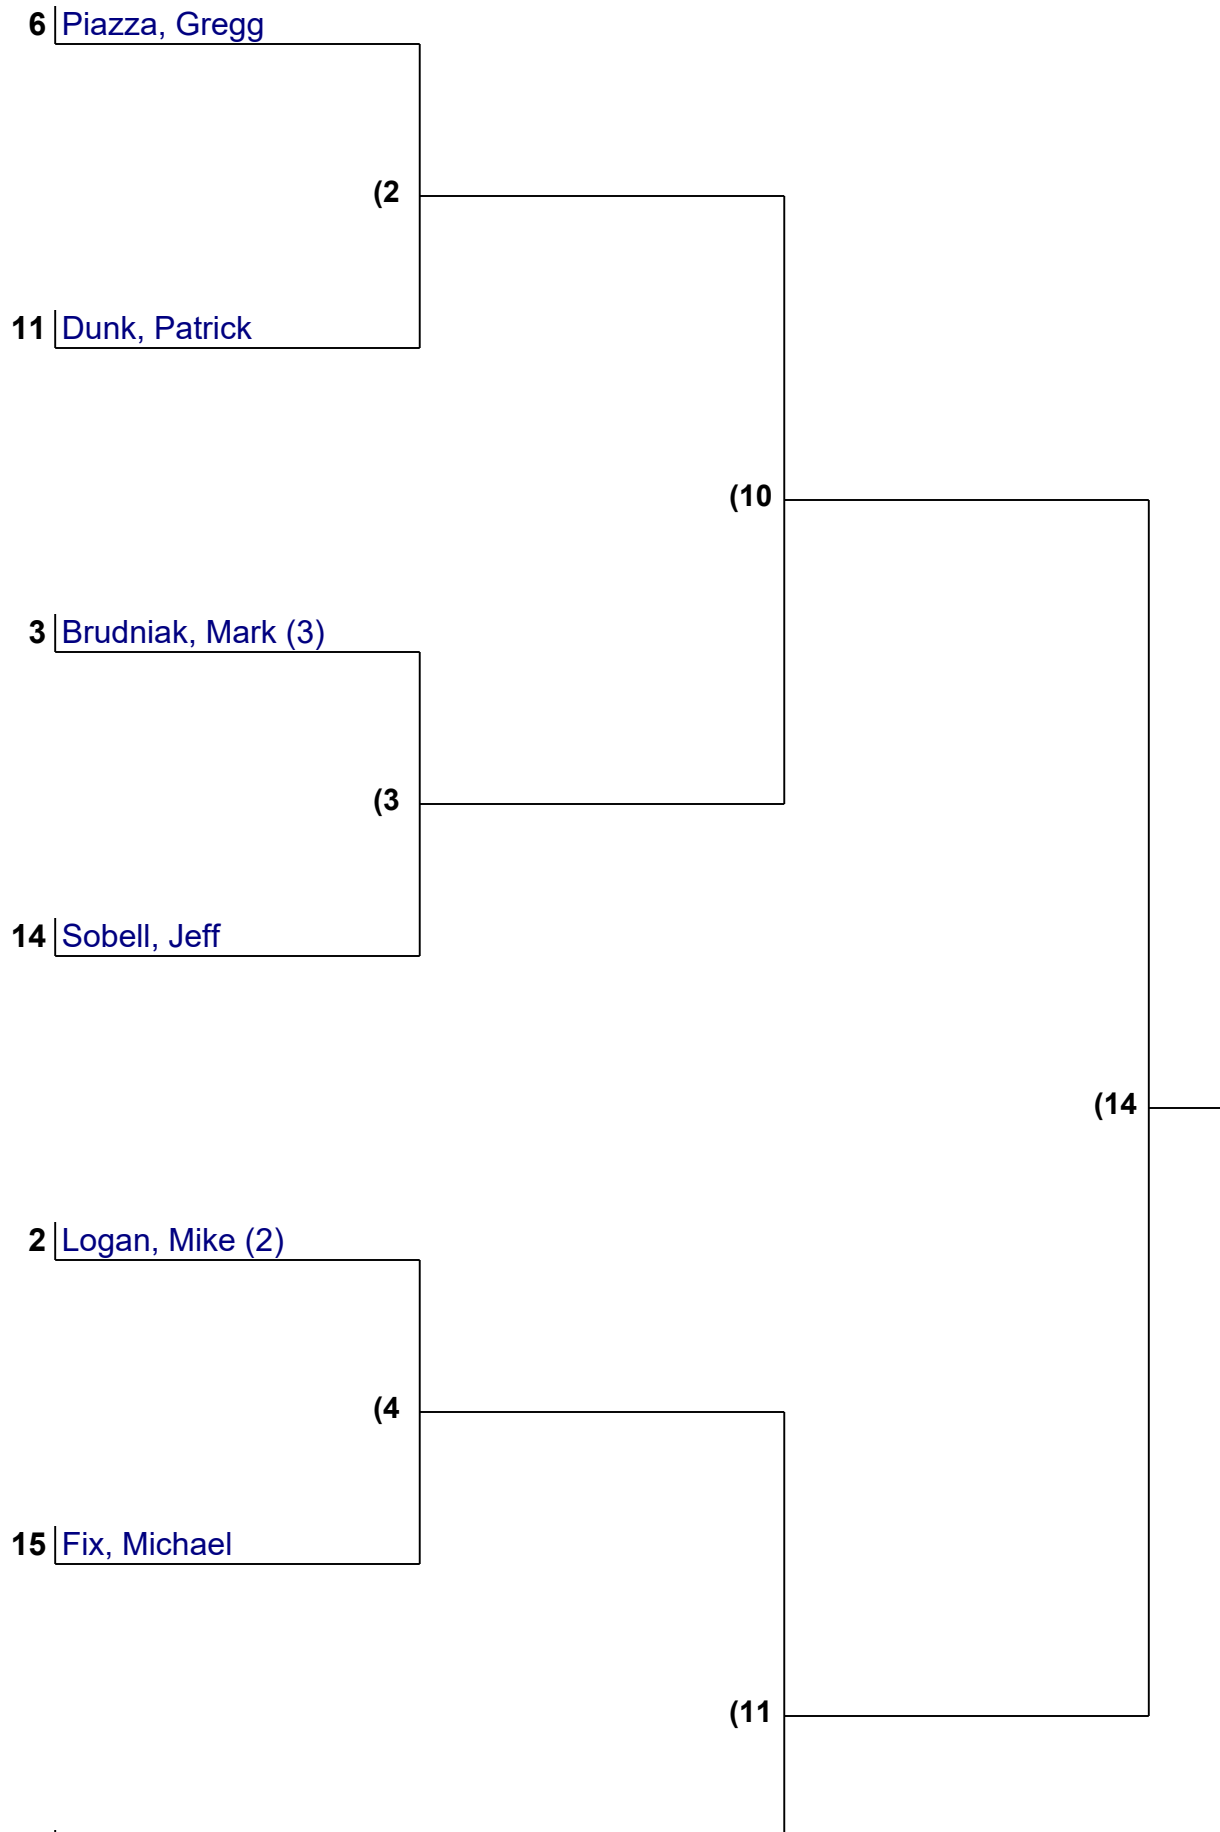 6 Piazza, Gregg
(2
11 Dunk, Patrick
(10
3 Brudniak, Mark (3)
(3
14 Sobell, Jeff
(14
2 Logan, Mike (2)
(4
15 Fix, Michael
(11